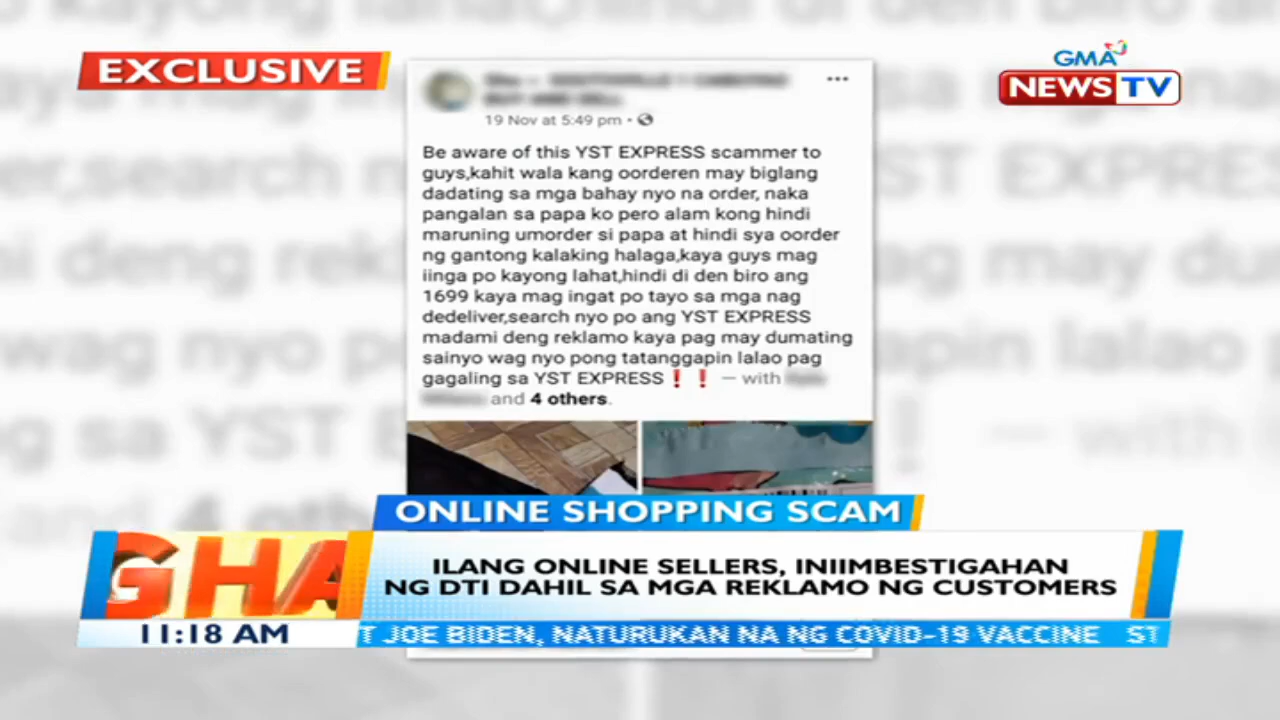 EXCLUSIVE
GMA
NEWS TV
19 Nov at 5:49 pm •
Be aware of this YST EXPRESS scammer to
guys,kahit wala kang oorderen may biglang
dadating sa mga bahay nyo na order, naka
pangalan sa papa ko pero alam kong hindi
maruning umorder si papa at hindi sya oorder
ng gantong kalaking halaga,kaya guys mag
iinga po kayong lahat,hindi di den biro ang
1699 kaya mag ingat po tayo sa mga nag
dedeliver,search nyo po ang YST EXPRESS
madami deng reklamo kaya pag may dumating
sainyo wag nyo pong tatanggapin lalao pag
gagaling sa YST EXPRESS❗❗ — with
and 4 others.
ONLINE SHOPPING SCAM
GHA
ILANG ONLINE SELLERS, INIIMBESTIGAHAN
NG DTI DAHIL SA MGA REKLAMO NG CUSTOMERS
11:18 AM
T JOE BIDEN, NATURUKAN NA NG COVID-19 VACCINE ST